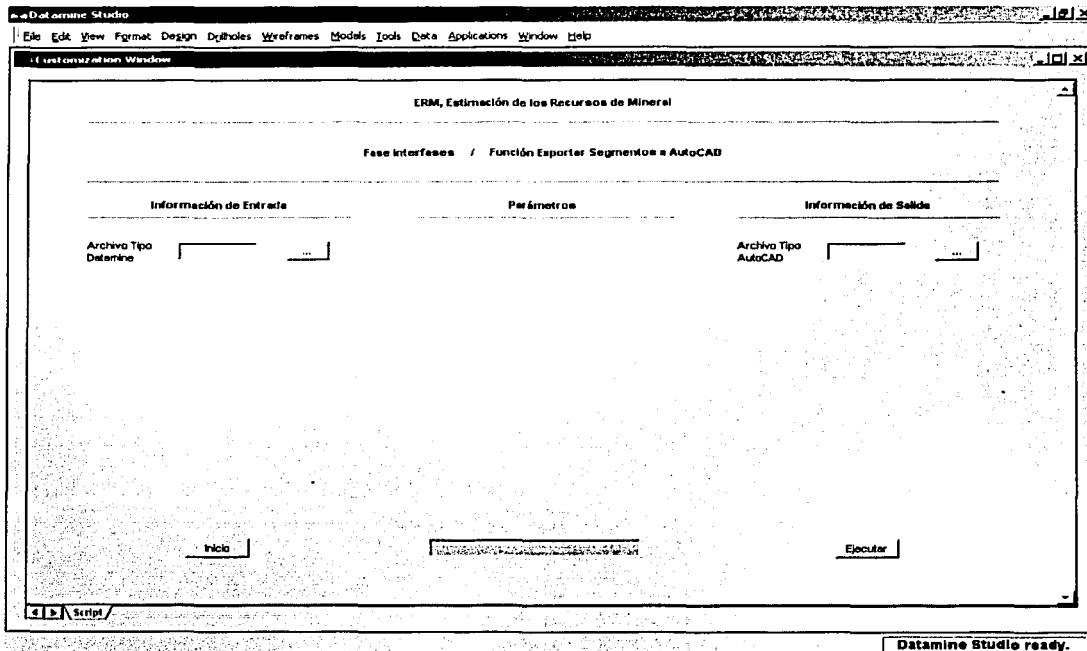 Datamine Studio
File Edit View Format Design Drillholes Wireframes Models Tools Data Applications Window Help
Customization Window
ERM, Estimación de los Recursos de Mineral
Fase Interfases / Función Exportar Segmentos a AutoCAD
Información de Entrada Parámetros Información de Salida
Archivo Tipo Datamine ... Archivo Tipo AutoCAD ...
Inicio Ejecutar
Script
Datamine Studio ready.